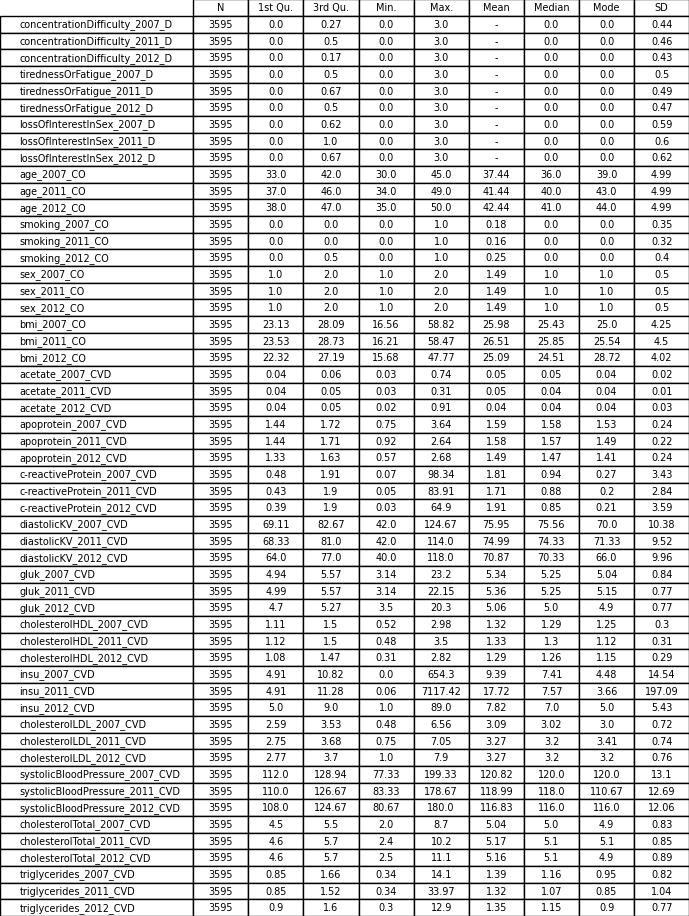 N 1st Qu. 3rd Qu. Min. Max. Mean Median Mode SD
concentrationDifficulty_2007_D 3595 0.0 0.27 0.0 3.0 - 0.0 0.0 0.44
concentrationDifficulty_2011_D 3595 0.0 0.5 0.0 3.0 - 0.0 0.0 0.46
concentrationDifficulty_2012_D 3595 0.0 0.17 0.0 3.0 - 0.0 0.0 0.43
tirednessOrFatigue_2007_D 3595 0.0 0.5 0.0 3.0 - 0.0 0.0 0.5
tirednessOrFatigue_2011_D 3595 0.0 0.67 0.0 3.0 - 0.0 0.0 0.49
tirednessOrFatigue_2012_D 3595 0.0 0.5 0.0 3.0 - 0.0 0.0 0.47
lossOfInterestInSex_2007_D 3595 0.0 0.62 0.0 3.0 - 0.0 0.0 0.59
lossOfInterestInSex_2011_D 3595 0.0 1.0 0.0 3.0 - 0.0 0.0 0.6
lossOfInterestInSex_2012_D 3595 0.0 0.67 0.0 3.0 - 0.0 0.0 0.62
age_2007_CO 3595 33.0 42.0 30.0 45.0 37.44 36.0 39.0 4.99
age_2011_CO 3595 37.0 46.0 34.0 49.0 41.44 40.0 43.0 4.99
age_2012_CO 3595 38.0 47.0 35.0 50.0 42.44 41.0 44.0 4.99
smoking_2007_CO 3595 0.0 0.0 0.0 1.0 0.18 0.0 0.0 0.35
smoking_2011_CO 3595 0.0 0.0 0.0 1.0 0.16 0.0 0.0 0.32
smoking_2012_CO 3595 0.0 0.5 0.0 1.0 0.25 0.0 0.0 0.4
sex_2007_CO 3595 1.0 2.0 1.0 2.0 1.49 1.0 1.0 0.5
sex_2011_CO 3595 1.0 2.0 1.0 2.0 1.49 1.0 1.0 0.5
sex_2012_CO 3595 1.0 2.0 1.0 2.0 1.49 1.0 1.0 0.5
bmi_2007_CO 3595 23.13 28.09 16.56 58.82 25.98 25.43 25.0 4.25
bmi_2011_CO 3595 23.53 28.73 16.21 58.47 26.51 25.85 25.54 4.5
bmi_2012_CO 3595 22.32 27.19 15.68 47.77 25.09 24.51 28.72 4.02
acetate_2007_CVD 3595 0.04 0.06 0.03 0.74 0.05 0.05 0.04 0.02
acetate_2011_CVD 3595 0.04 0.05 0.03 0.31 0.05 0.04 0.04 0.01
acetate_2012_CVD 3595 0.04 0.05 0.02 0.91 0.04 0.04 0.04 0.03
apoprotein_2007_CVD 3595 1.44 1.72 0.75 3.64 1.59 1.58 1.53 0.24
apoprotein_2011_CVD 3595 1.44 1.71 0.92 2.64 1.58 1.57 1.49 0.22
apoprotein_2012_CVD 3595 1.33 1.63 0.57 2.68 1.49 1.47 1.41 0.24
c-reactiveProtein_2007_CVD 3595 0.48 1.91 0.07 98.34 1.81 0.94 0.27 3.43
c-reactiveProtein_2011_CVD 3595 0.43 1.9 0.05 83.91 1.71 0.88 0.2 2.84
c-reactiveProtein_2012_CVD 3595 0.39 1.9 0.03 64.9 1.91 0.85 0.21 3.59
diastolicKV_2007_CVD 3595 69.11 82.67 42.0 124.67 75.95 75.56 70.0 10.38
diastolicKV_2011_CVD 3595 68.33 81.0 42.0 114.0 74.99 74.33 71.33 9.52
diastolicKV_2012_CVD 3595 64.0 77.0 40.0 118.0 70.87 70.33 66.0 9.96
gluk_2007_CVD 3595 4.94 5.57 3.14 23.2 5.34 5.25 5.04 0.84
gluk_2011_CVD 3595 4.99 5.57 3.14 22.15 5.36 5.25 5.15 0.77
gluk_2012_CVD 3595 4.7 5.27 3.5 20.3 5.06 5.0 4.9 0.77
cholesterolHDL_2007_CVD 3595 1.11 1.5 0.52 2.98 1.32 1.29 1.25 0.3
cholesterolHDL_2011_CVD 3595 1.12 1.5 0.48 3.5 1.33 1.3 1.12 0.31
cholesterolHDL_2012_CVD 3595 1.08 1.47 0.31 2.82 1.29 1.26 1.15 0.29
insu_2007_CVD 3595 4.91 10.82 0.0 654.3 9.39 7.41 4.48 14.54
insu_2011_CVD 3595 4.91 11.28 0.06 7117.42 17.72 7.57 3.66 197.09
insu_2012_CVD 3595 5.0 9.0 1.0 89.0 7.82 7.0 5.0 5.43
cholesterolLDL_2007_CVD 3595 2.59 3.53 0.48 6.56 3.09 3.02 3.0 0.72
cholesterolLDL_2011_CVD 3595 2.75 3.68 0.75 7.05 3.27 3.2 3.41 0.74
cholesterolLDL_2012_CVD 3595 2.77 3.7 1.0 7.9 3.27 3.2 3.2 0.76
systolicBloodPressure_2007_CVD 3595 112.0 128.94 77.33 199.33 120.82 120.0 120.0 13.1
systolicBloodPressure_2011_CVD 3595 110.0 126.67 83.33 178.67 118.99 118.0 110.67 12.69
systolicBloodPressure_2012_CVD 3595 108.0 124.67 80.67 180.0 116.83 116.0 116.0 12.06
cholesterolTotal_2007_CVD 3595 4.5 5.5 2.0 8.7 5.04 5.0 4.9 0.83
cholesterolTotal_2011_CVD 3595 4.6 5.7 2.4 10.2 5.17 5.1 5.1 0.85
cholesterolTotal_2012_CVD 3595 4.6 5.7 2.5 11.1 5.16 5.1 4.9 0.89
triglycerides_2007_CVD 3595 0.85 1.66 0.34 14.1 1.39 1.16 0.95 0.82
triglycerides_2011_CVD 3595 0.85 1.52 0.34 33.97 1.32 1.07 0.85 1.04
triglycerides_2012_CVD 3595 0.9 1.6 0.3 12.9 1.35 1.15 0.9 0.77